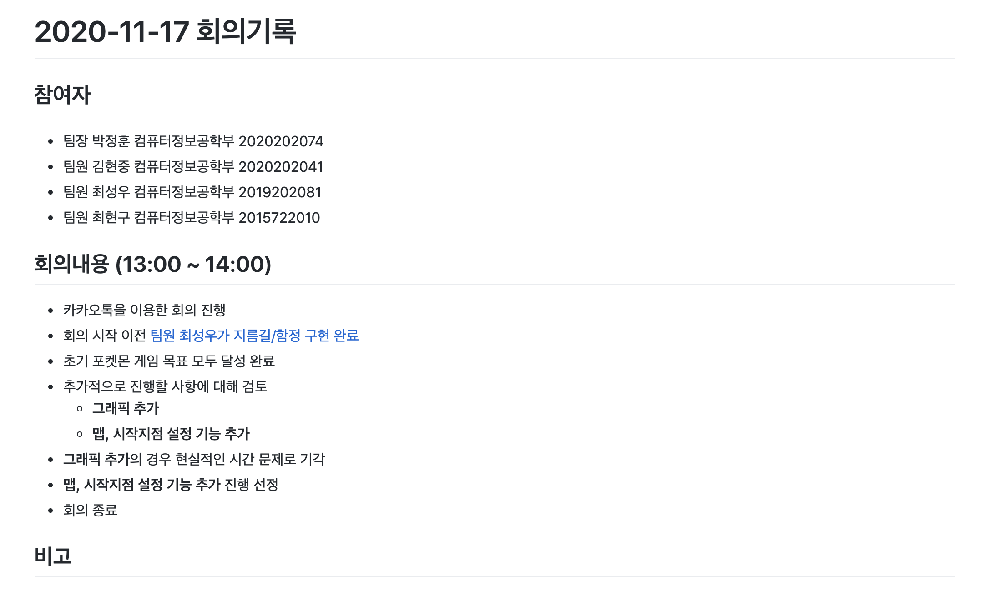 2020-11-17 회의기록
참여자
팀장 박정훈 컴퓨터정보공학부 2020202074
팀원 김현중 컴퓨터정보공학부 2020202041
팀원 최성우 컴퓨터정보공학부 2019202081
팀원 최현구 컴퓨터정보공학부 2015722010
회의내용 (13:00 ~ 14:00)
카카오톡을 이용한 회의 진행
회의 시작 이전 팀원 최성우가 지름길/함정 구현 완료
초기 포켓몬 게임 목표 모두 달성 완료
추가적으로 진행할 사항에 대해 검토
그래픽 추가
맵, 시작지점 설정 기능 추가
그래픽 추가의 경우 현실적인 시간 문제로 기각
맵, 시작지점 설정 기능 추가 진행 선정
회의 종료
비고